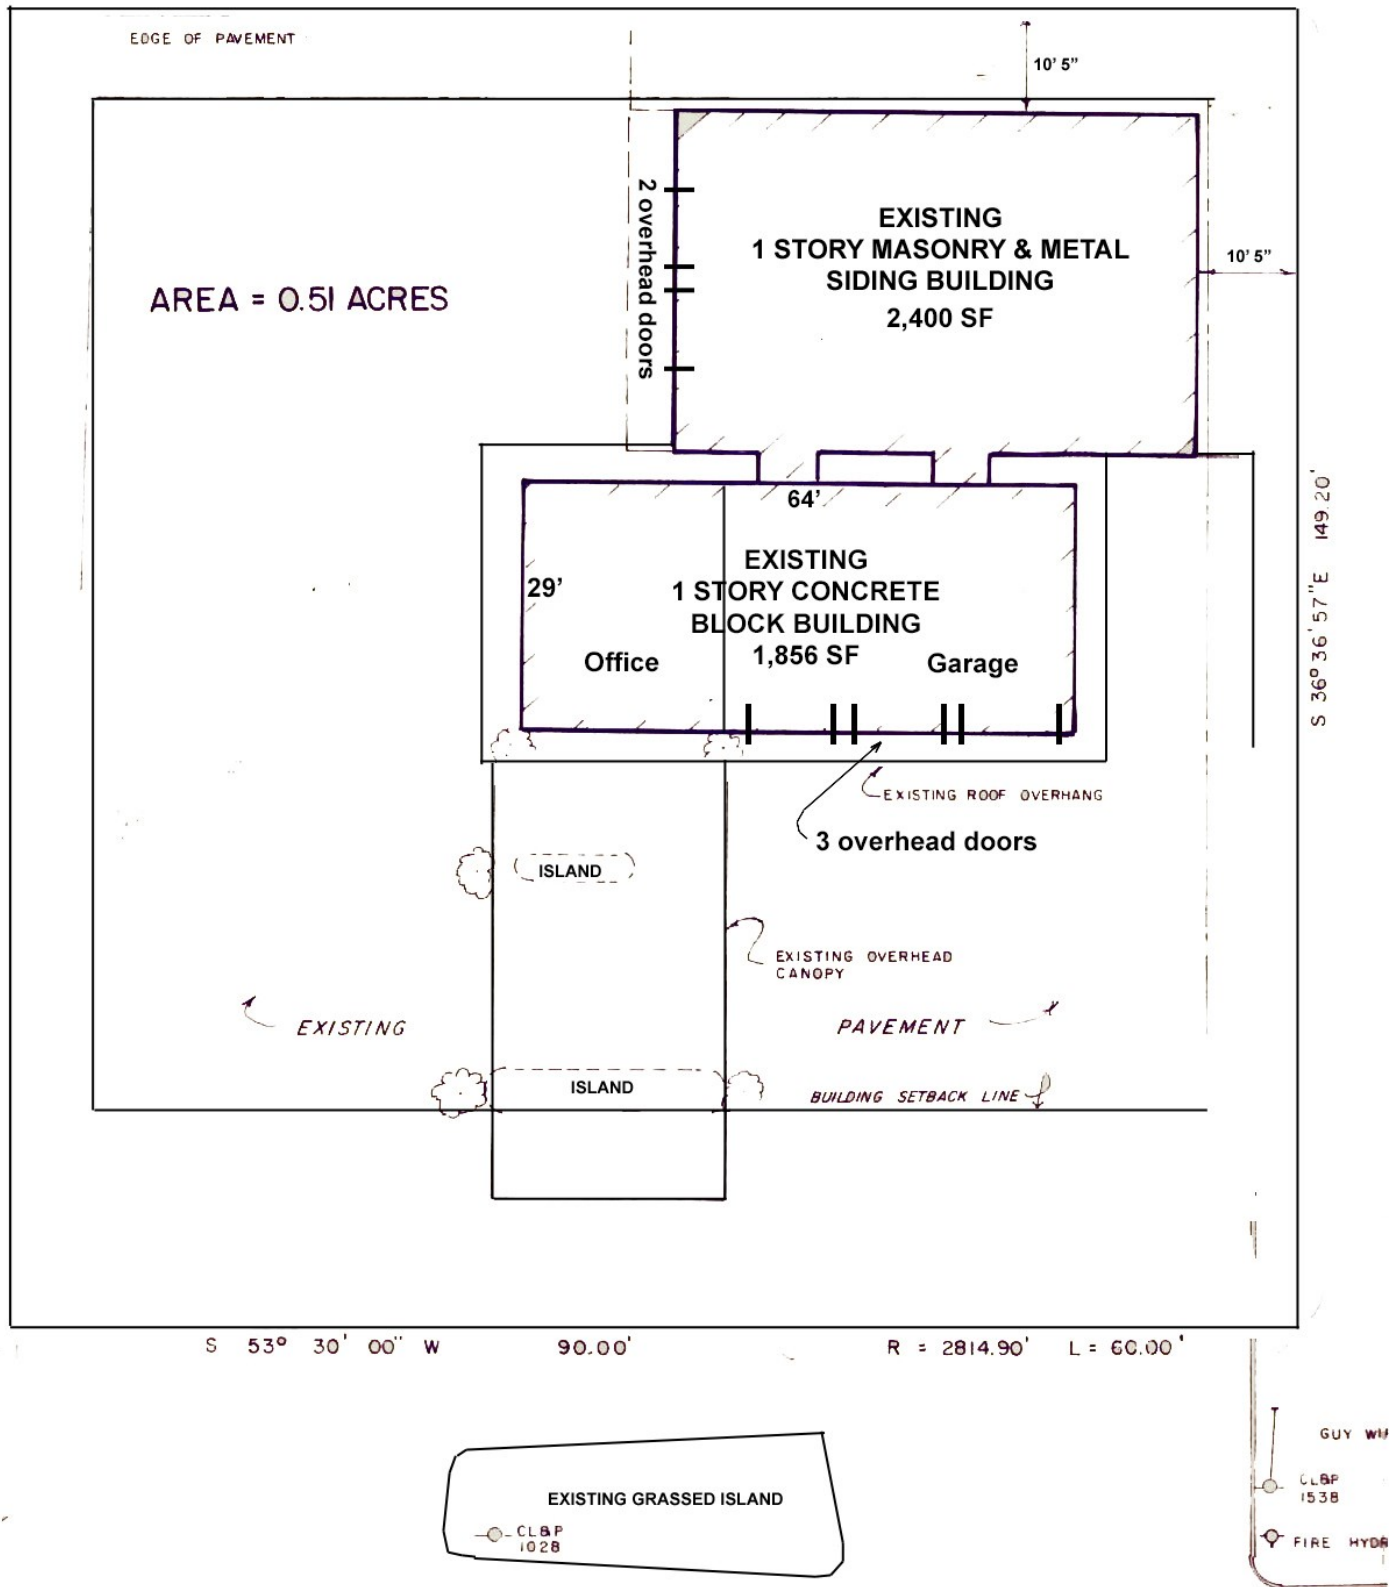 EDGE OF PAVEMENT
10' 5"
2 overhead doors
EXISTING
1 STORY MASONRY & METAL
SIDING BUILDING
2,400 SF
10' 5"
AREA = 0.51 ACRES
64'
29'
EXISTING
1 STORY CONCRETE
BLOCK BUILDING
1,856 SF
Office
Garage
S 36° 36' 57" E 149.20'
EXISTING ROOF OVERHANG
3 overhead doors
ISLAND
EXISTING OVERHEAD
CANOPY
EXISTING
PAVEMENT
ISLAND
BUILDING SETBACK LINE
S 53° 30' 00" W 90.00'
R = 2814.90' L = 60.00'
GUY
CL&P
1538
EXISTING GRASSED ISLAND
CL&P
1028
FIRE